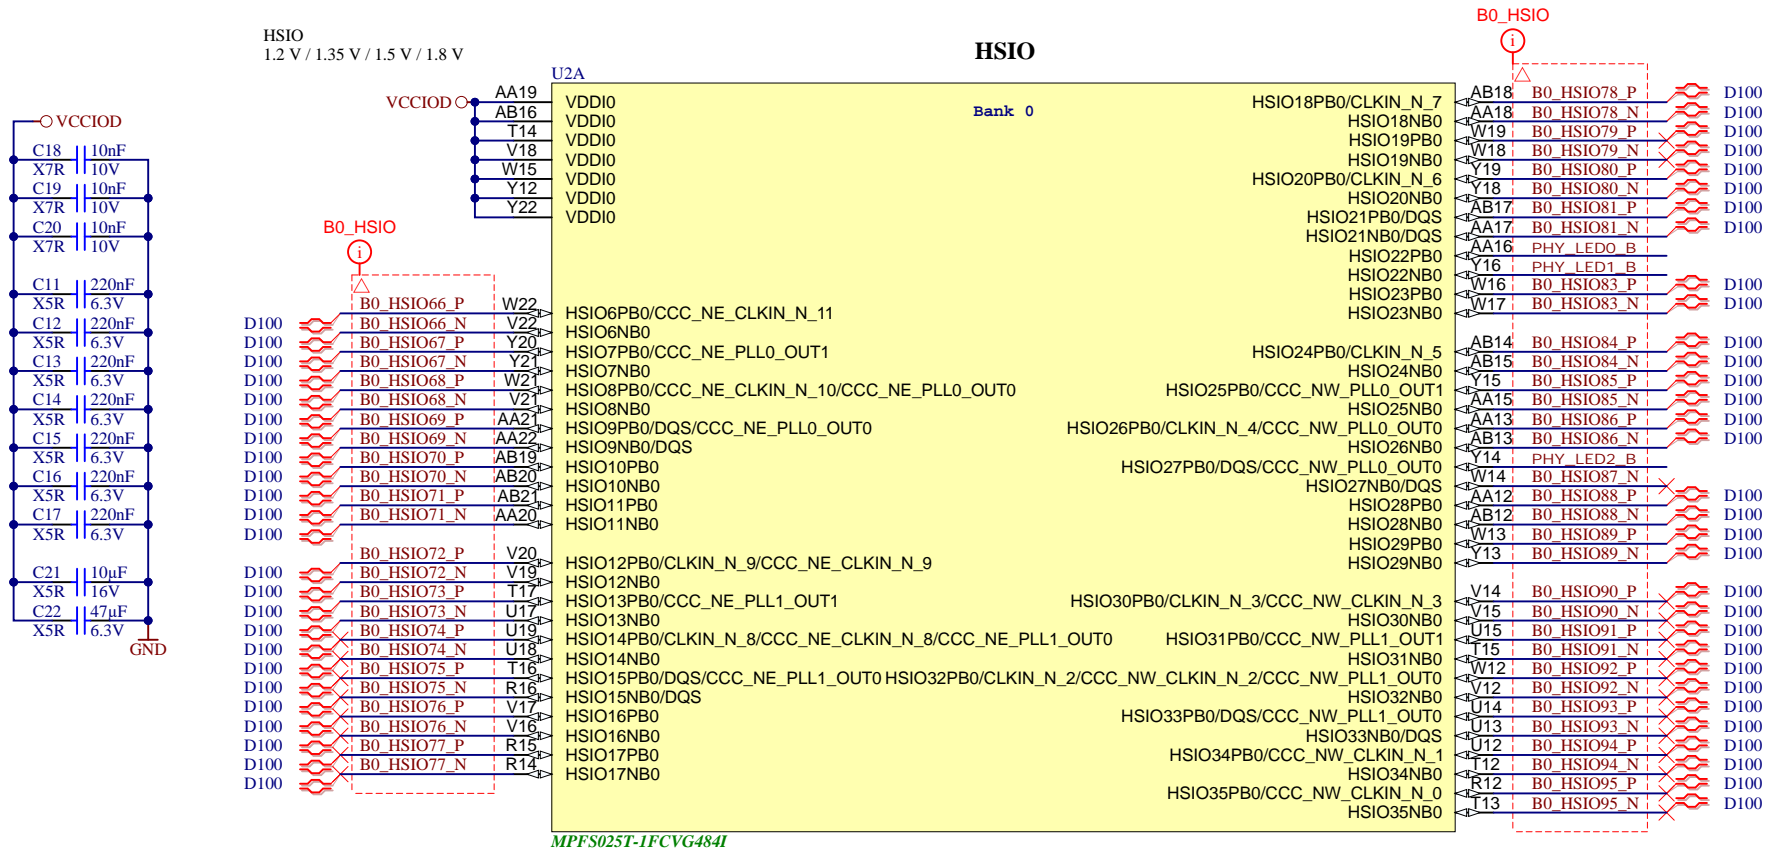 HSIO
1.2 V / 1.35 V / 1.5 V / 1.8 V
HSIO
B0_HSIO
i
U2A
Bank 0
VCCIOD
C18 10nF
X7R 10V
C19 10nF
X7R 10V
C20 10nF
X7R 10V
C11 220nF
X5R 6.3V
C12 220nF
X5R 6.3V
C13 220nF
X5R 6.3V
C14 220nF
X5R 6.3V
C15 220nF
X5R 6.3V
C16 220nF
X5R 6.3V
C17 220nF
X5R 6.3V
C21 10µF
X5R 16V
C22 47µF
X5R 6.3V
GND
VCCIOD
AA19 VDDI0
AB16 VDDI0
T14 VDDI0
V18 VDDI0
W15 VDDI0
Y12 VDDI0
Y22 VDDI0
B0_HSIO
i
D100 B0_HSIO66_P W22 HSIO6PB0/CCC_NE_CLKIN_N_11
D100 B0_HSIO66_N V22 HSIO6NB0
D100 B0_HSIO67_P Y20 HSIO7PB0/CCC_NE_PLL0_OUT1
D100 B0_HSIO67_N Y21 HSIO7NB0
D100 B0_HSIO68_P W21 HSIO8PB0/CCC_NE_CLKIN_N_10/CCC_NE_PLL0_OUT0
D100 B0_HSIO68_N V21 HSIO8NB0
D100 B0_HSIO69_P AA21 HSIO9PB0/DQS/CCC_NE_PLL0_OUT0
D100 B0_HSIO69_N AA22 HSIO9NB0/DQS
D100 B0_HSIO70_P AB19 HSIO10PB0
D100 B0_HSIO70_N AB20 HSIO10NB0
D100 B0_HSIO71_P AB21 HSIO11PB0
D100 B0_HSIO71_N AA20 HSIO11NB0
D100 B0_HSIO72_P V20 HSIO12PB0/CLKIN_N_9/CCC_NE_CLKIN_N_9
D100 B0_HSIO72_N V19 HSIO12NB0
D100 B0_HSIO73_P T17 HSIO13PB0/CCC_NE_PLL1_OUT1
D100 B0_HSIO73_N U17 HSIO13NB0
D100 B0_HSIO74_P U19 HSIO14PB0/CLKIN_N_8/CCC_NE_CLKIN_N_8/CCC_NE_PLL1_OUT0
D100 B0_HSIO74_N U18 HSIO14NB0
D100 B0_HSIO75_P T16 HSIO15PB0/DQS/CCC_NE_PLL1_OUT0
D100 B0_HSIO75_N R16 HSIO15NB0/DQS
D100 B0_HSIO76_P V17 HSIO16PB0
D100 B0_HSIO76_N V16 HSIO16NB0
D100 B0_HSIO77_P R15 HSIO17PB0
D100 B0_HSIO77_N R14 HSIO17NB0
HSIO18PB0/CLKIN_N_7 AB18 B0_HSIO78_P D100
HSIO18NB0 AA18 B0_HSIO78_N D100
HSIO19PB0 W19 B0_HSIO79_P D100
HSIO19NB0 W18 B0_HSIO79_N D100
HSIO20PB0/CLKIN_N_6 Y19 B0_HSIO80_P D100
HSIO20NB0 Y18 B0_HSIO80_N D100
HSIO21PB0/DQS AB17 B0_HSIO81_P D100
HSIO21NB0/DQS AA17 B0_HSIO81_N D100
HSIO22PB0 AA16 PHY_LED0_B
HSIO22NB0 Y16 PHY_LED1_B
HSIO23PB0 W16 B0_HSIO83_P D100
HSIO23NB0 W17 B0_HSIO83_N D100
HSIO24PB0/CLKIN_N_5 AB14 B0_HSIO84_P D100
HSIO24NB0 AB15 B0_HSIO84_N D100
HSIO25PB0/CCC_NW_PLL0_OUT1 Y15 B0_HSIO85_P D100
HSIO25NB0 AA15 B0_HSIO85_N D100
HSIO26PB0/CLKIN_N_4/CCC_NW_PLL0_OUT0 AA13 B0_HSIO86_P D100
HSIO26NB0 AB13 B0_HSIO86_N D100
HSIO27PB0/DQS/CCC_NW_PLL0_OUT0 Y14 PHY_LED2_B
HSIO27NB0/DQS W14 B0_HSIO87_N
HSIO28PB0 AA12 B0_HSIO88_P D100
HSIO28NB0 AB12 B0_HSIO88_N D100
HSIO29PB0 W13 B0_HSIO89_P D100
HSIO29NB0 Y13 B0_HSIO89_N D100
HSIO30PB0/CLKIN_N_3/CCC_NW_CLKIN_N_3 V14 B0_HSIO90_P D100
HSIO30NB0 V15 B0_HSIO90_N D100
HSIO31PB0/CCC_NW_PLL1_OUT1 U15 B0_HSIO91_P D100
HSIO31NB0 T15 B0_HSIO91_N D100
HSIO32PB0/CLKIN_N_2/CCC_NW_CLKIN_N_2/CCC_NW_PLL1_OUT0 W12 B0_HSIO92_P D100
HSIO32NB0 V12 B0_HSIO92_N D100
HSIO33PB0/DQS/CCC_NW_PLL1_OUT0 U14 B0_HSIO93_P D100
HSIO33NB0/DQS U13 B0_HSIO93_N D100
HSIO34PB0/CCC_NW_CLKIN_N_1 U12 B0_HSIO94_P D100
HSIO34NB0 T12 B0_HSIO94_N D100
HSIO35PB0/CCC_NW_CLKIN_N_0 R12 B0_HSIO95_P D100
HSIO35NB0 T13 B0_HSIO95_N D100
MPFS025T-1FCVG484I